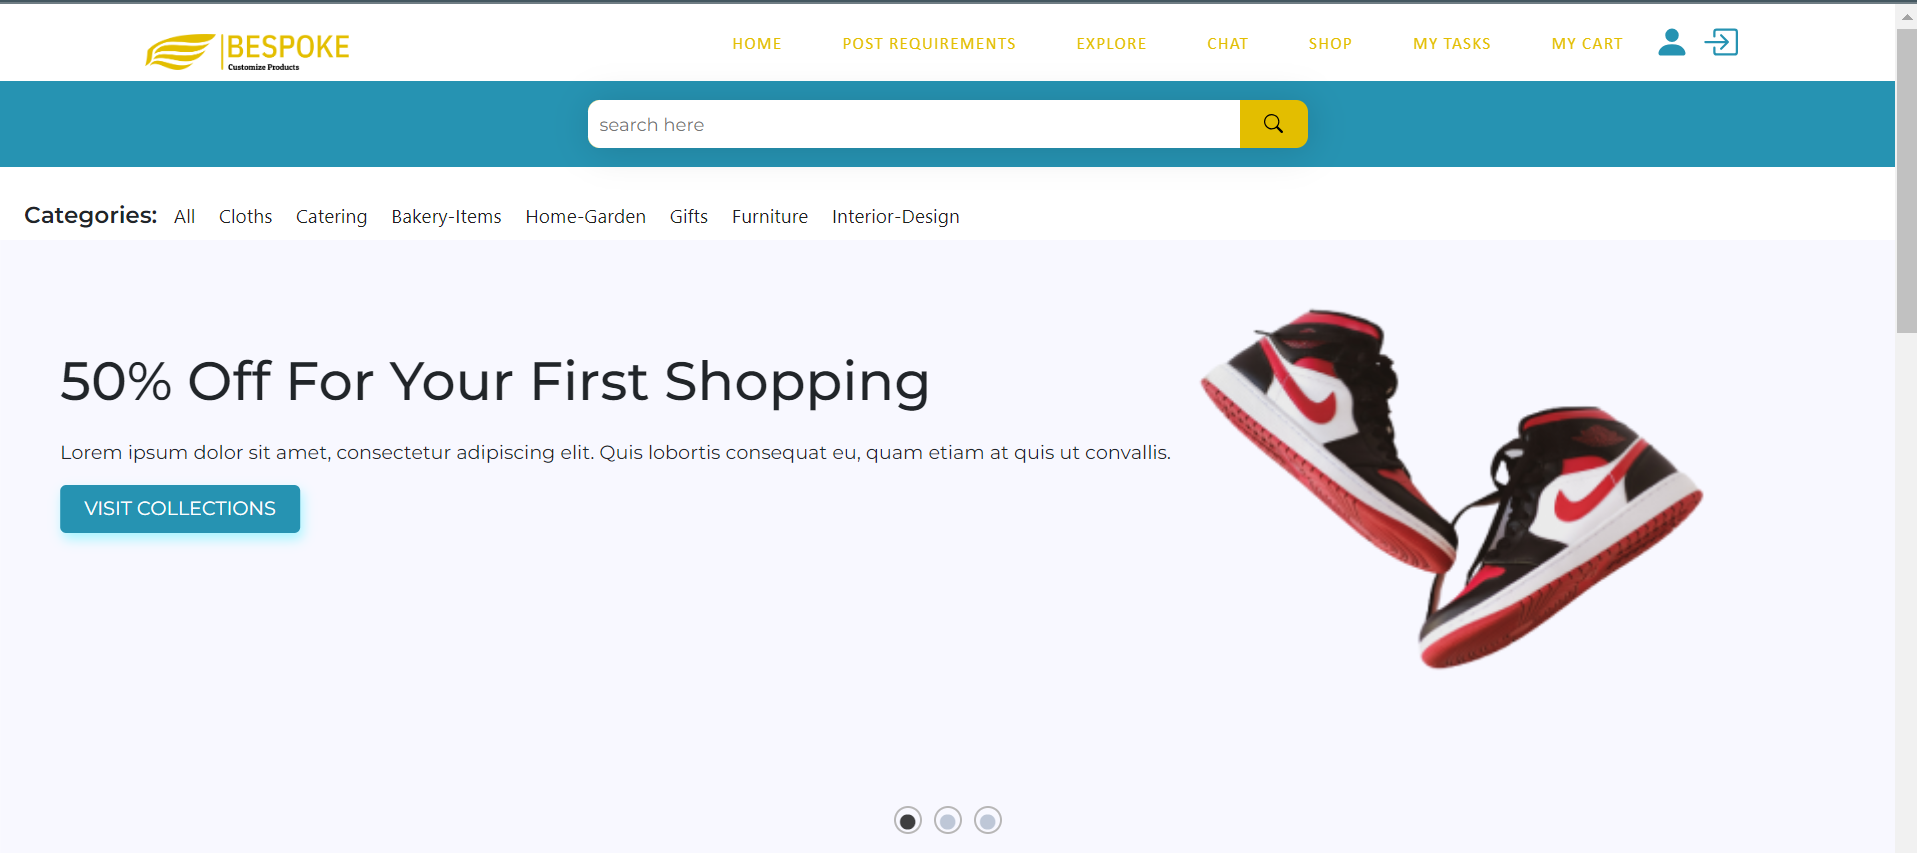 BESPOKE
Customize Products
HOME POST REQUIREMENTS EXPLORE CHAT SHOP MY TASKS MY CART
search here
Categories: All Cloths Catering Bakery-Items Home-Garden Gifts Furniture Interior-Design
50% Off For Your First Shopping
Lorem ipsum dolor sit amet, consectetur adipiscing elit. Quis lobortis consequat eu, quam etiam at quis ut convallis.
VISIT COLLECTIONS